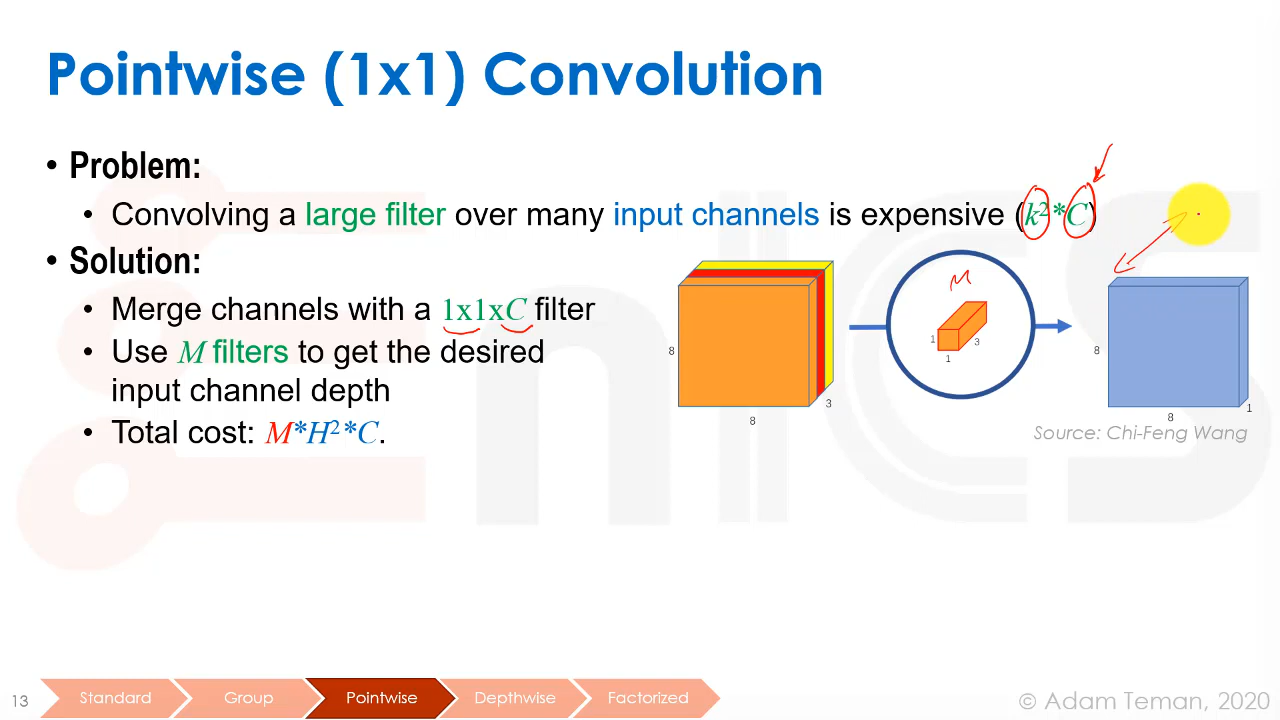 Pointwise (1x1) Convolution
• Problem:
• Convolving a large filter over many input channels is expensive (k²*C)
• Solution:
• Merge channels with a 1x1xC filter
• Use M filters to get the desired
input channel depth
• Total cost: M*H²*C.
8
8
3
M
1
1
3
8
8
1
Source: Chi-Feng Wang
13
Standard
Group
Pointwise
Depthwise
Factorized
© Adam Teman, 2020